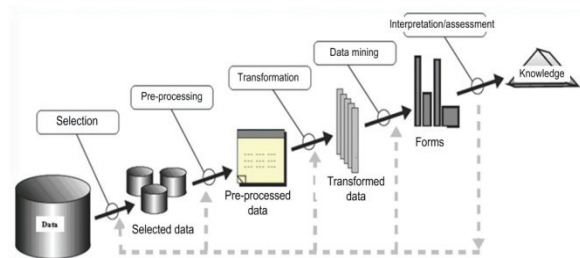 Interpretation/assessment
Data mining
Knowledge
Transformation
Pre-processing
Forms
Selection
Transformed
data
Pre-processed
data
Data
Selected data